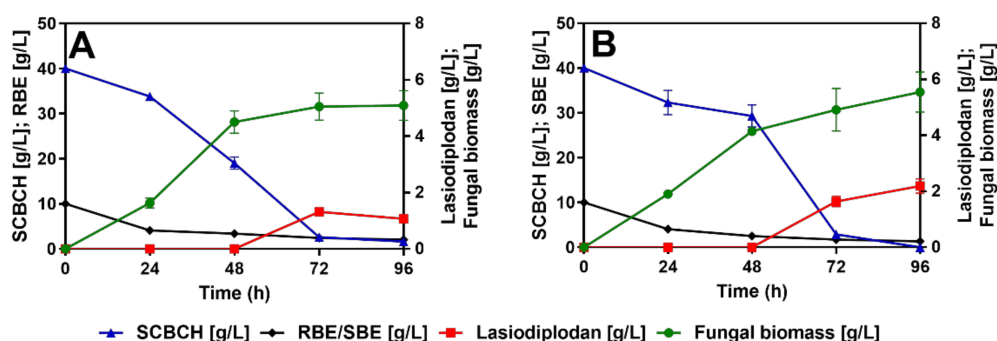 A
SCBCH [g/L]; RBE [g/L]
50
40
30
20
10
0
8
6
4
2
0
Lasiodiplodan [g/L];
Fungal biomass [g/L]
0 24 48 72 96
Time (h)
B
SCBCH [g/L]; SBE [g/L]
50
40
30
20
10
0
8
6
4
2
0
Lasiodiplodan [g/L];
Fungal biomass [g/L]
0 24 48 72 96
Time (h)
SCBCH [g/L] RBE/SBE [g/L] Lasiodiplodan [g/L] Fungal biomass [g/L]